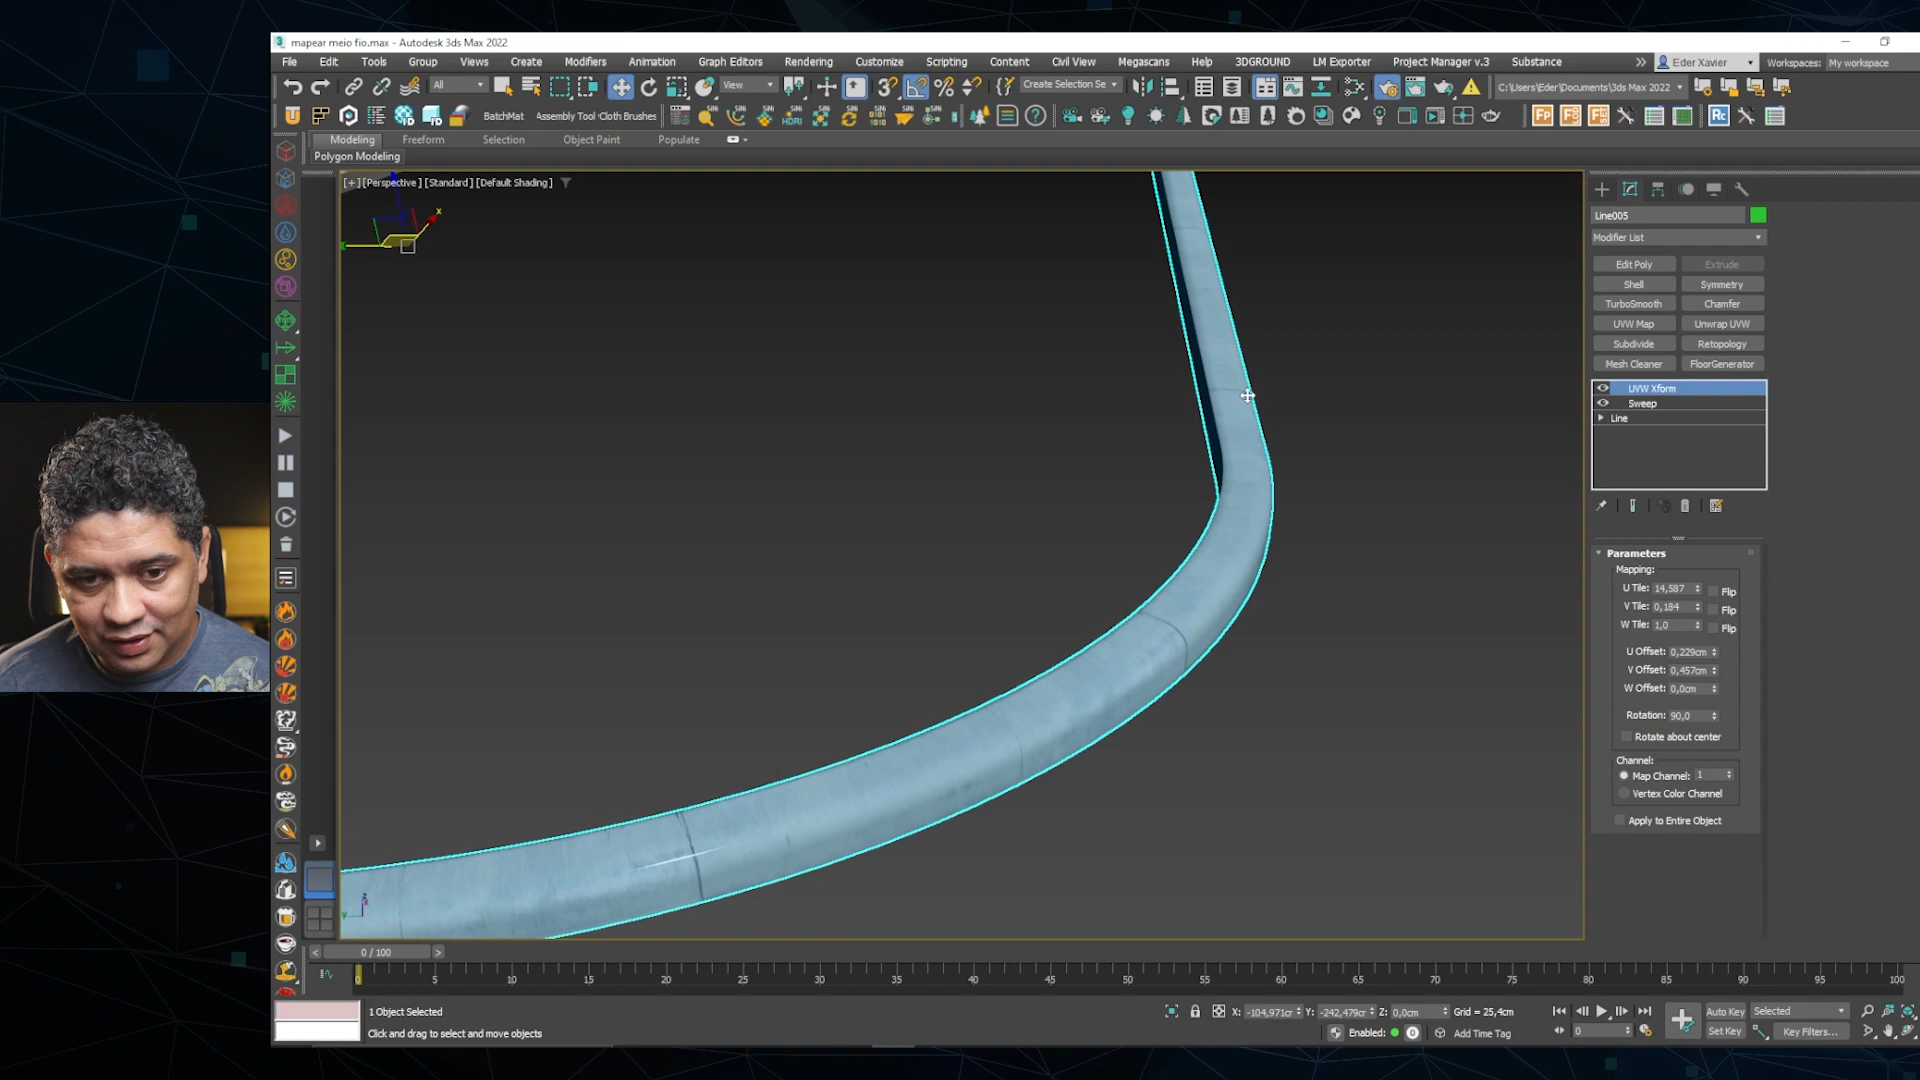 mapear meio fio.max - Autodesk 3ds Max 2022
File Edit Tools Group Views Create Modifiers Animation Graph Editors Rendering Customize Scripting Content Civil View Megascans Help 3DGROUND LM Exporter Project Manager v.3 Substance Eder Xavier Workspaces: My workspace
All View Create Selection Se C:\Users\Eder\Documents\3ds Max 2022
BatchMat Assembly Tool Cloth Brushes
Modeling Freeform Selection Object Paint Populate
Polygon Modeling
[+] [Perspective] [Standard] [Default Shading]
Line005
Modifier List
Edit Poly Extrude
Shell Symmetry
TurboSmooth Chamfer
UVW Map Unwrap UVW
Subdivide Retopology
Mesh Cleaner FloorGenerator
UVW Xform
Sweep
Line
Parameters
Mapping:
U Tile: 14,587 Flip
V Tile: 0,184 Flip
W Tile: 1,0 Flip
U Offset: 0,229cm
V Offset: 0,457cm
W Offset: 0,0cm
Rotation: 90,0
Rotate about center
Channel:
Map Channel: 1
Vertex Color Channel
Apply to Entire Object
0 / 100
0 5 10 15 20 25 30 35 40 45 50 55 60 65 70 75 80 85 90 95 100
1 Object Selected X: -104,971cr Y: -242,479cr Z: 0,0cm Grid = 25,4cm Auto Key Selected
Click and drag to select and move objects Enabled: Add Time Tag 0 Set Key Key Filters...